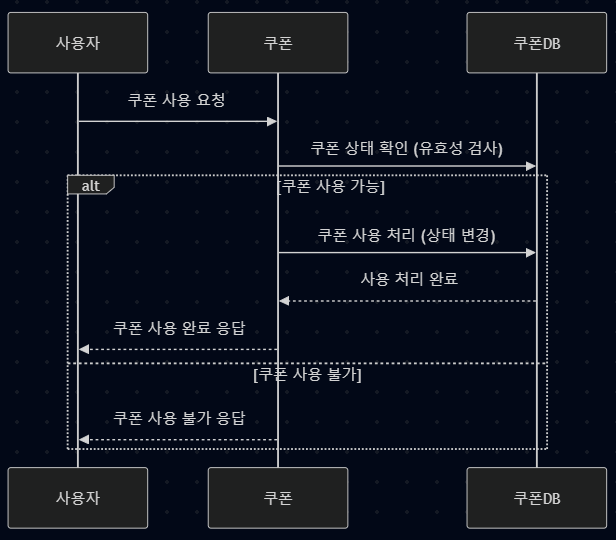 사용자
쿠폰
쿠폰DB
쿠폰 사용 요청
쿠폰 상태 확인 (유효성 검사)
alt
[쿠폰 사용 가능]
쿠폰 사용 처리 (상태 변경)
사용 처리 완료
쿠폰 사용 완료 응답
[쿠폰 사용 불가]
쿠폰 사용 불가 응답
사용자
쿠폰
쿠폰DB